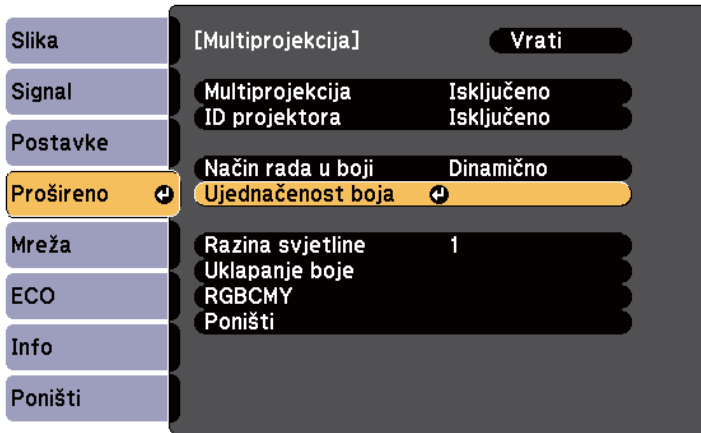 Slika
Signal
Postavke
Prošireno
Mreža
ECO
Info
Poništi
[Multiprojekcija] Vrati
Multiprojekcija Isključeno
ID projektora Isključeno
Način rada u boji Dinamično
Ujednačenost boja
Razina svjetline 1
Uklapanje boje
RGBCMY
Poništi